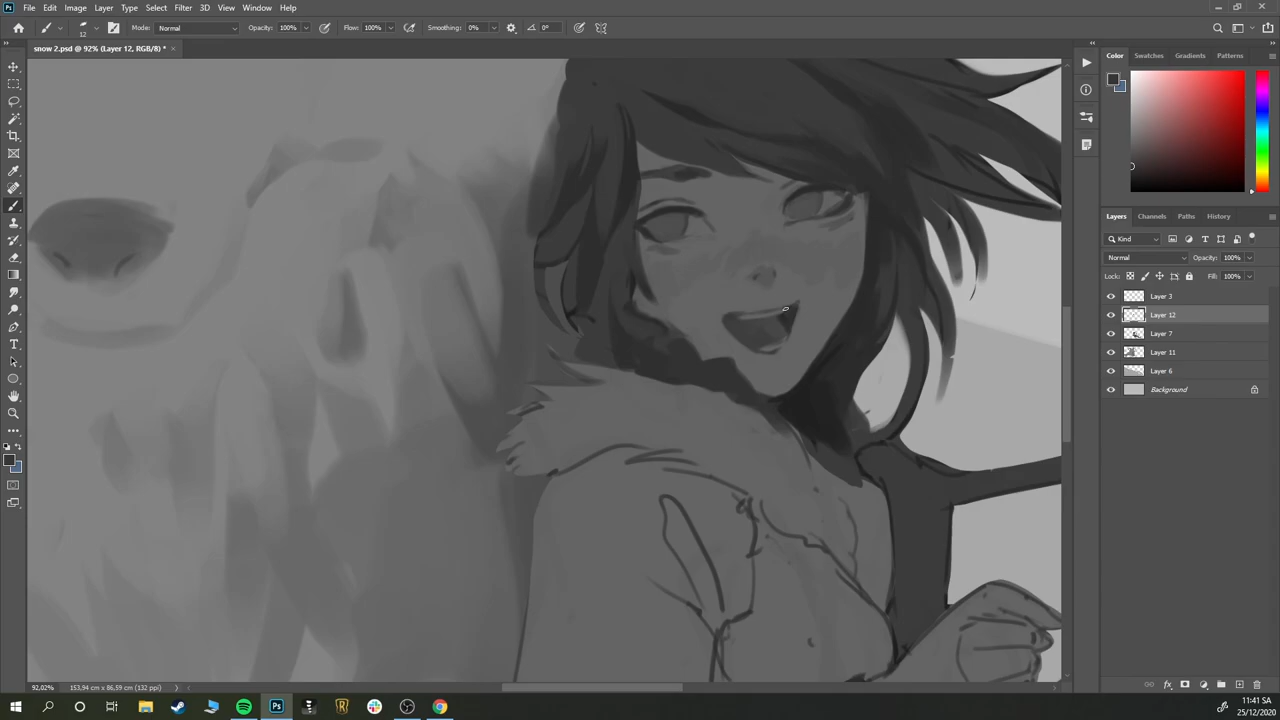 File Edit Image Layer Type Select Filter 3D View Window Help
12 Mode: Normal Opacity: 100% Flow: 100% Smoothing: 0% 0°
snow 2.psd @ 92% (Layer 12, RGB/8) *
Color Swatches Gradients Patterns
Layers Channels Paths History
Kind
Normal Opacity: 100%
Lock: Fill: 100%
Layer 3
Layer 12
Layer 7
Layer 11
Layer 6
Background
92,02% 153,94 cm x 86,59 cm (132 ppi)
11:41 SA
25/12/2020